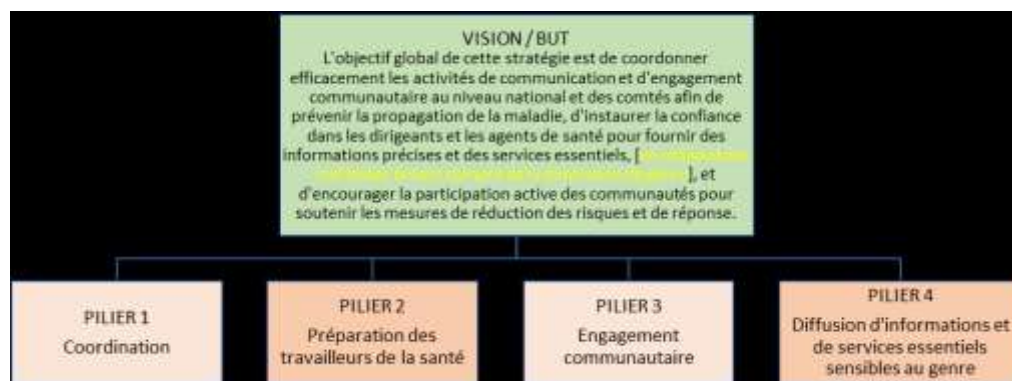 VISION / BUT
L'objectif global de cette stratégie est de coordonner
efficacement les activités de communication et d'engagement
communautaire au niveau national et des comtés afin de
prévenir la propagation de la maladie, d'instaurer la confiance
dans les dirigeants et les agents de santé pour fournir des
informations précises et des services essentiels, [
], et
d'encourager la participation active des communautés pour
soutenir les mesures de réduction des risques et de réponse.
PILIER 1
Coordination
PILIER 2
Préparation des
travailleurs de la santé
PILIER 3
Engagement
communautaire
PILIER 4
Diffusion d'informations et
de services essentiels
sensibles au genre